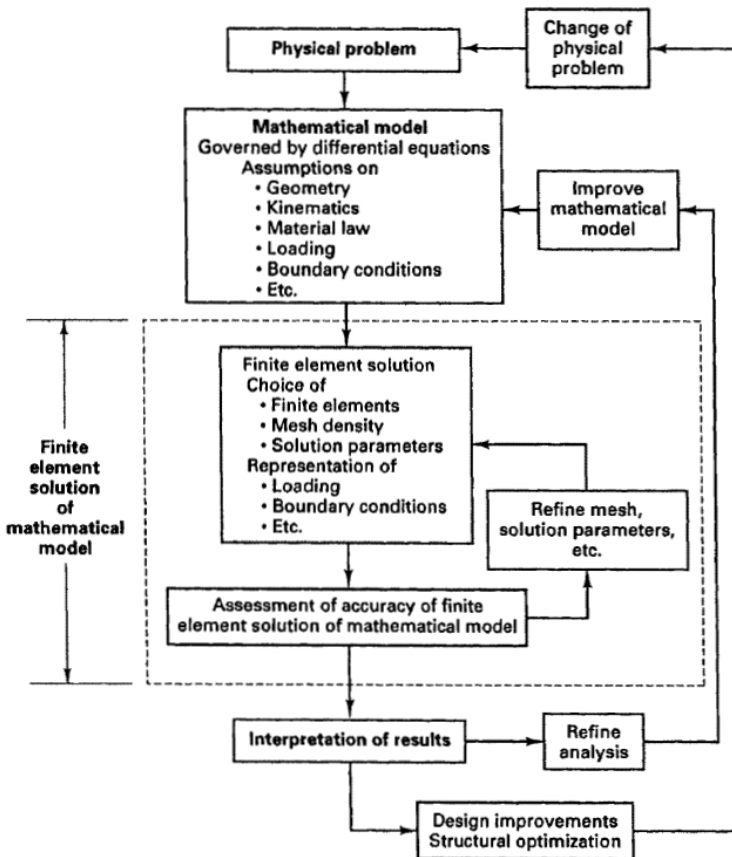 Physical problem
Change of
physical
problem
Mathematical model
Governed by differential equations
Assumptions on
• Geometry
• Kinematics
• Material law
• Loading
• Boundary conditions
• Etc.
Improve
mathematical
model
Finite
element
solution
of
mathematical
model
Finite element solution
Choice of
• Finite elements
• Mesh density
• Solution parameters
Representation of
• Loading
• Boundary conditions
• Etc.
Refine mesh,
solution parameters,
etc.
Assessment of accuracy of finite
element solution of mathematical model
Interpretation of results
Refine
analysis
Design improvements
Structural optimization